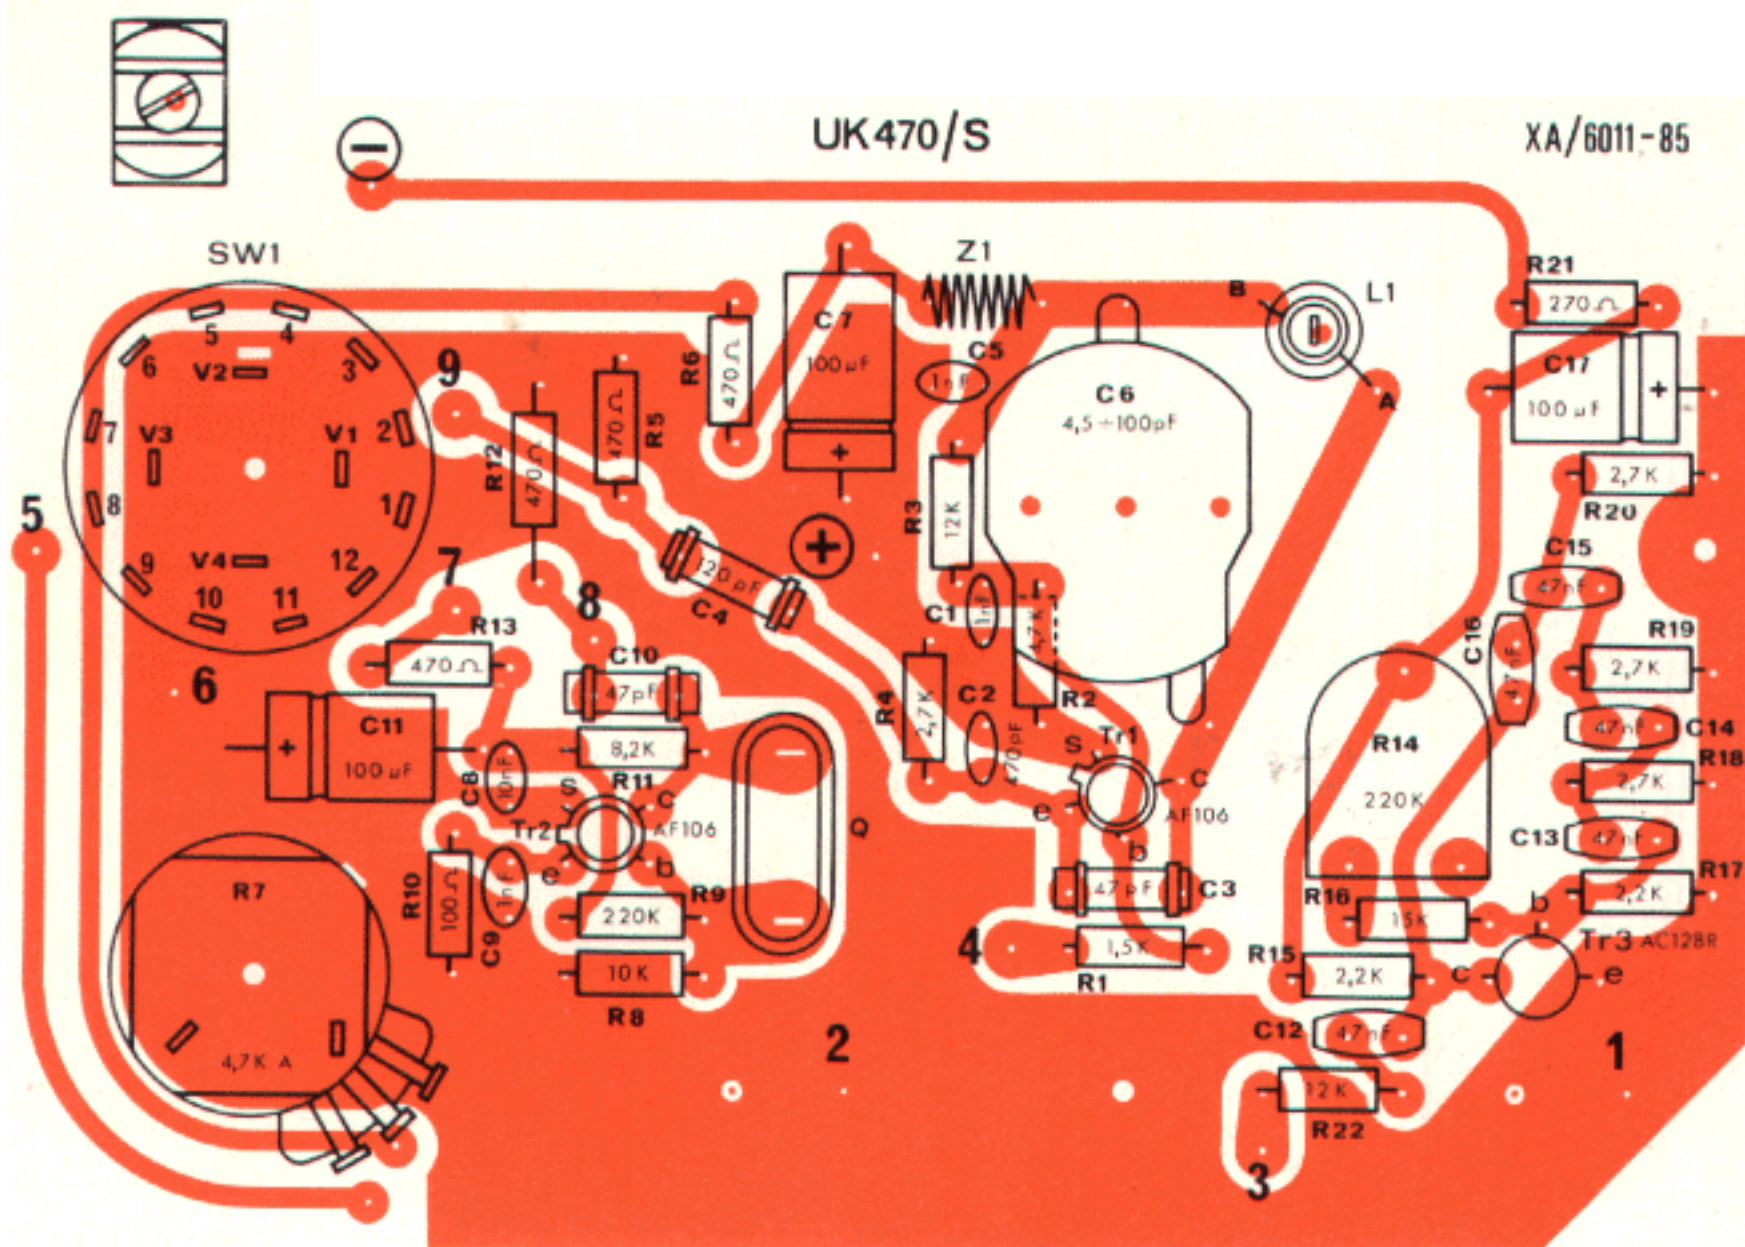 UK470/S
XA/6011-85
−
SW1
Z1
B
L1
A
R21
270Ω
5
4
6
3
V2
7
2
V3
V1
8
1
V4
9
12
10
11
9
R12
470Ω
470Ω
R5
R6
470Ω
C7
100µF
+
C5
1nF
C6
4,5÷100pF
C17
100µF
+
2,7K
R20
R3
12K
5
7
8
+
120pF
C4
C1
1nF
4,7K
R2
C15
47nF
C16
47nF
R19
2,7K
R13
470Ω
6
C10
47pF
R4
2,7K
C2
470pF
C11
+
100µF
C8
10nF
8,2K
R11
S
c
Tr2
AF106
e
b
Q
S
Tr1
c
e
AF106
b
R14
220K
47nF
C14
R18
2,7K
C13
47nF
R17
2,2K
R7
4,7K A
R10
100Ω
C9
1nF
R9
220K
10K
R8
47pF
C3
4
1,5K
R1
R16
15K
b
Tr3 AC128R
c
e
R15
2,2K
C12
47nF
2
1
12K
R22
3